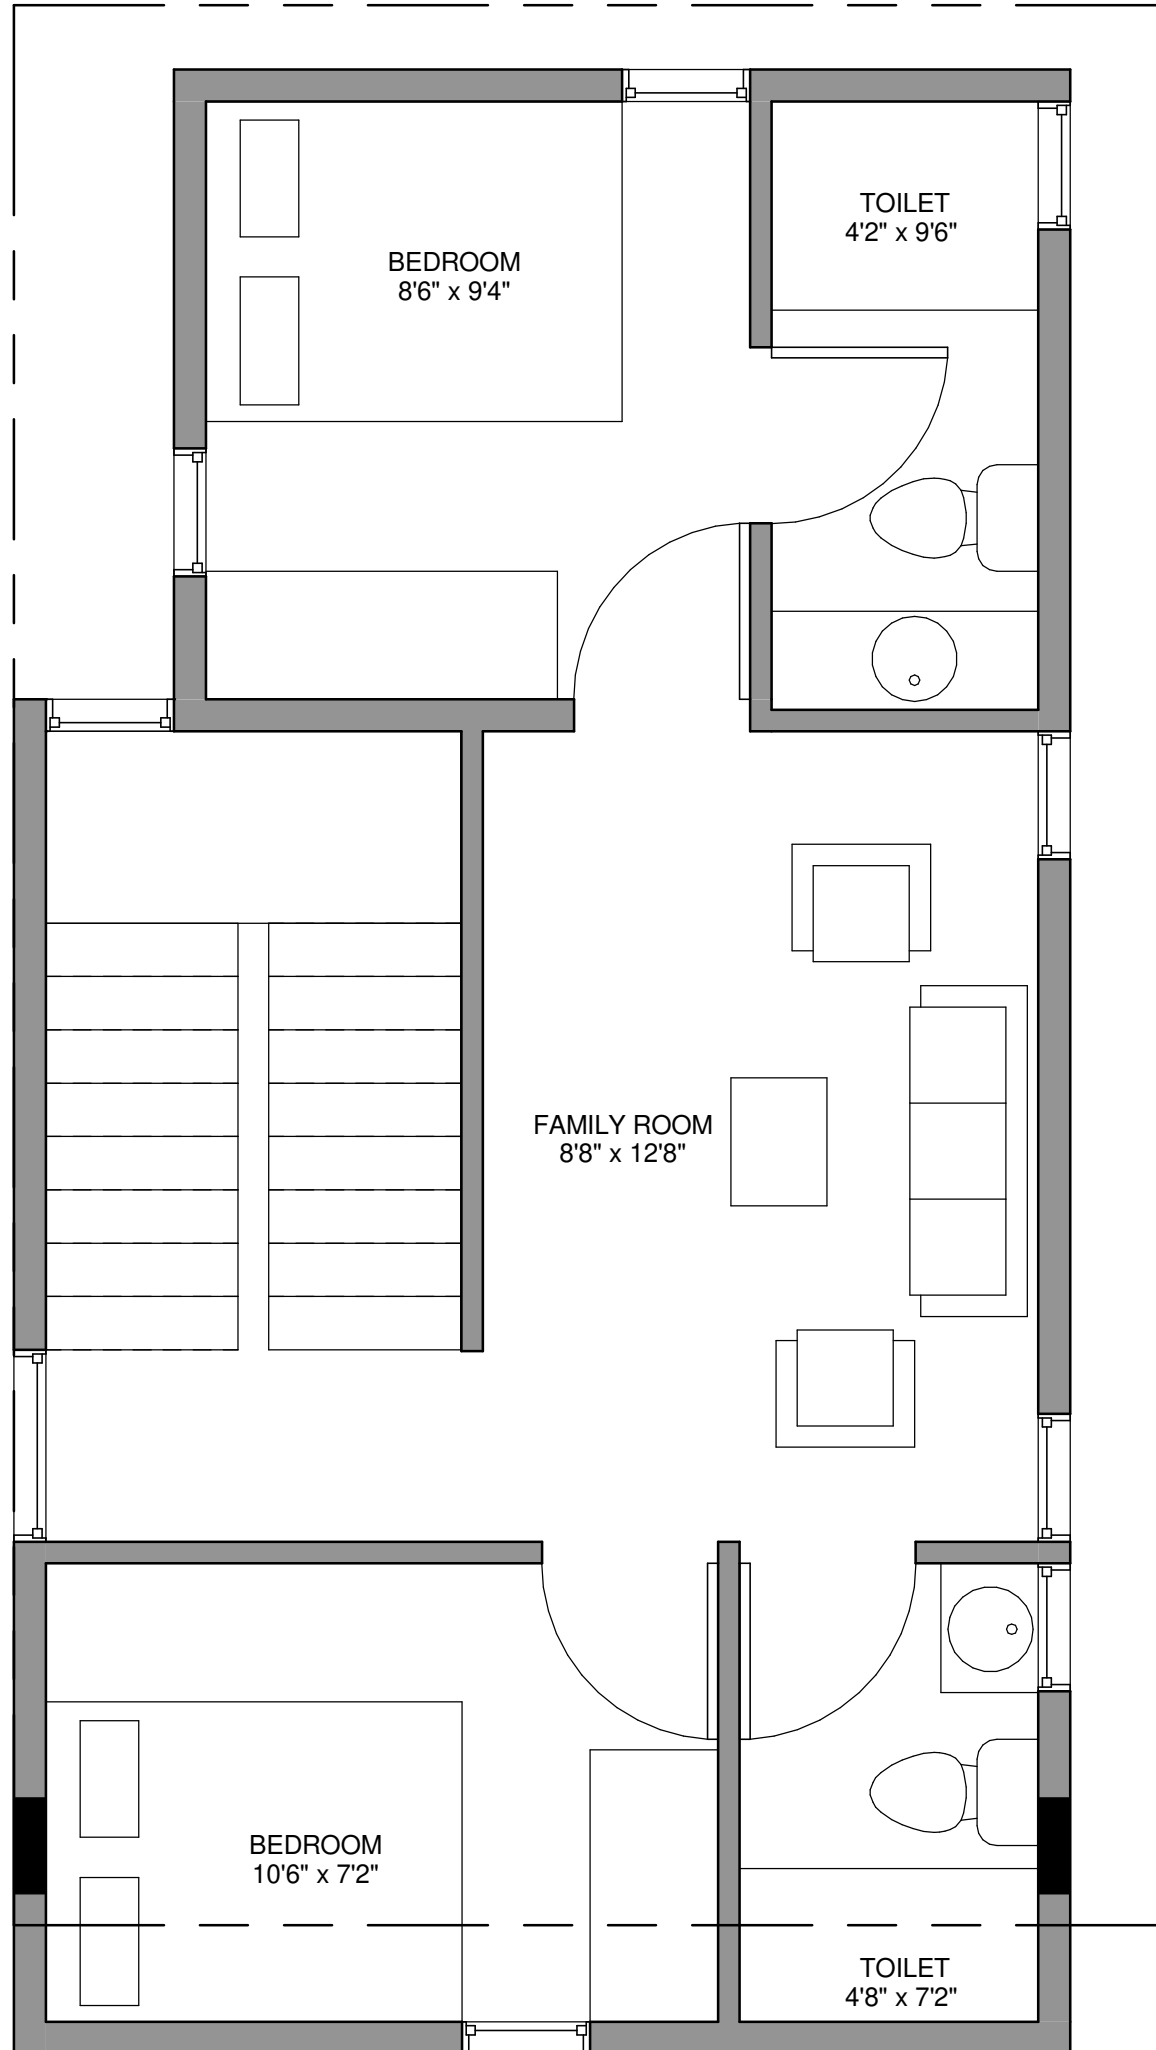 TOILET
4'2" x 9'6"
BEDROOM
8'6" x 9'4"
FAMILY ROOM
8'8" x 12'8"
BEDROOM
10'6" x 7'2"
TOILET
4'8" x 7'2"